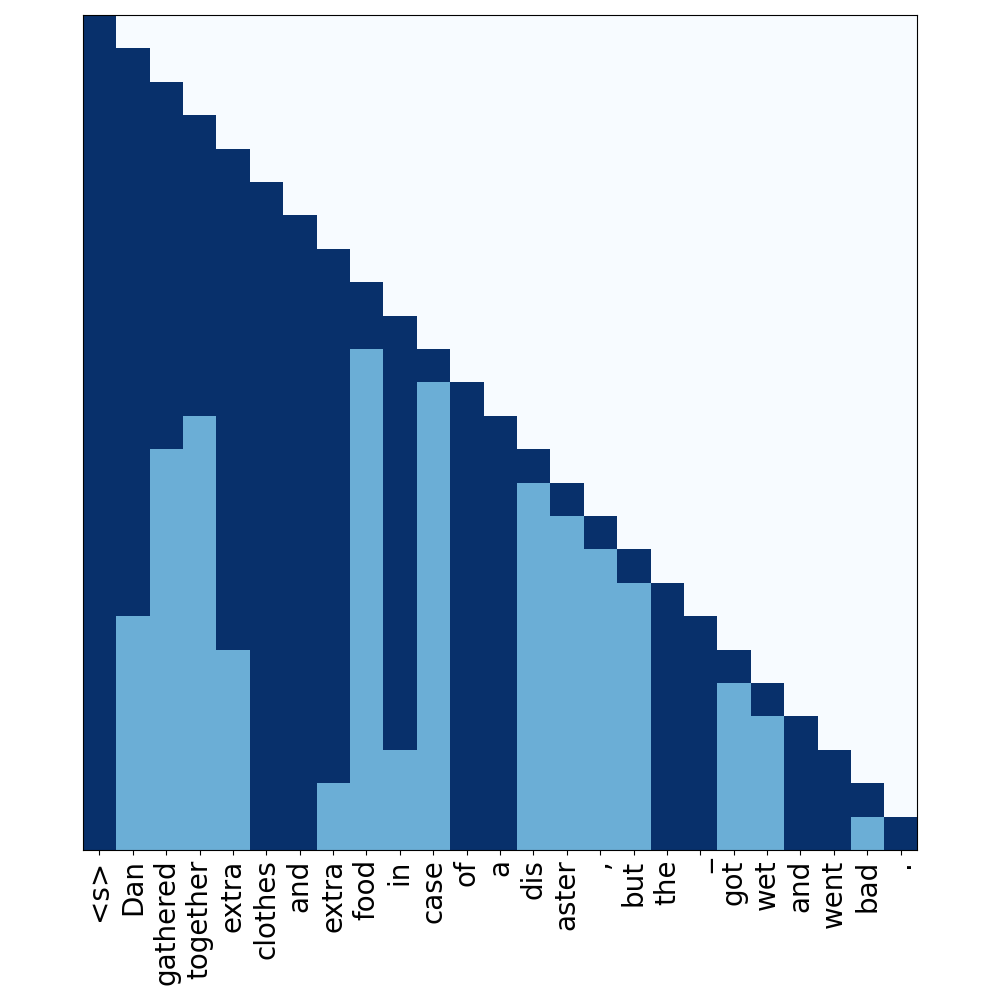 <s> Dan gathered together extra clothes and extra food in case of a dis aster , but the _ got wet and went bad .